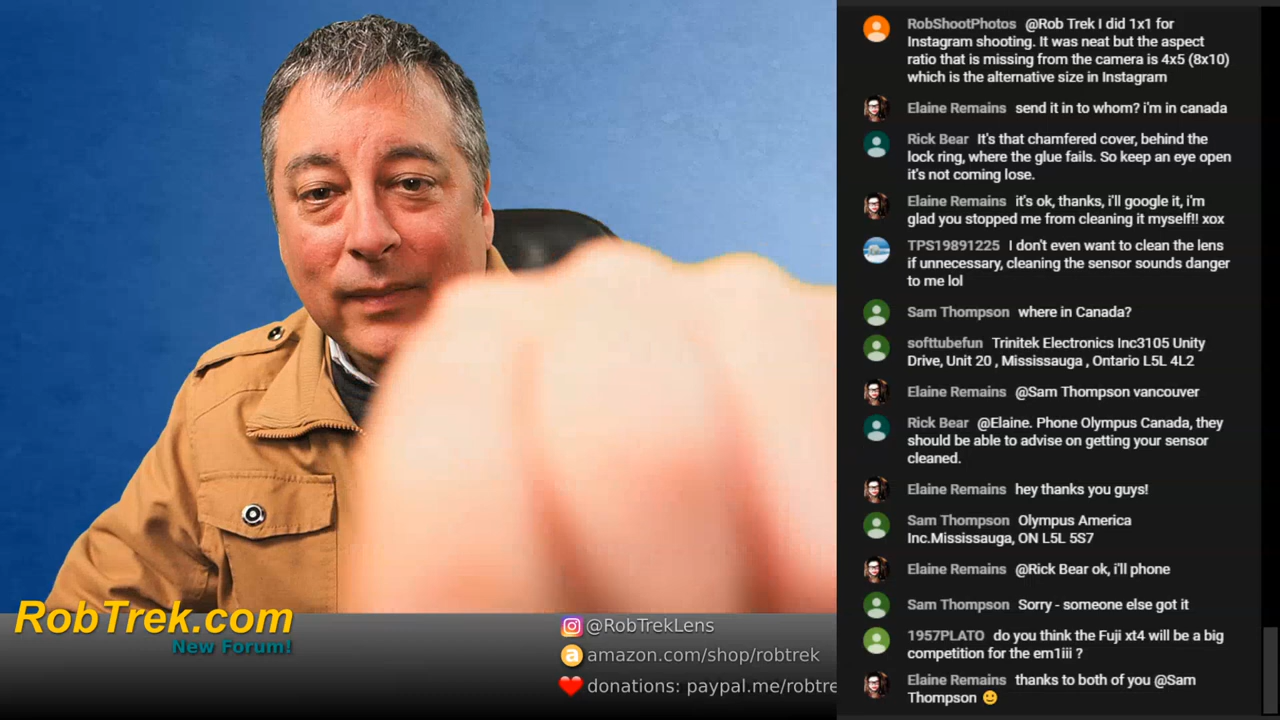 RobShootPhotos @Rob Trek I did 1x1 for
Instagram shooting. It was neat but the aspect
ratio that is missing from the camera is 4x5 (8x10)
which is the alternative size in Instagram
Elaine Remains send it in to whom? i'm in canada
Rick Bear It's that chamfered cover, behind the
lock ring, where the glue fails. So keep an eye open
it's not coming lose.
Elaine Remains it's ok, thanks, i'll google it, i'm
glad you stopped me from cleaning it myself!! xox
TPS19891225 I don't even want to clean the lens
if unnecessary, cleaning the sensor sounds danger
to me lol
Sam Thompson where in Canada?
softtubefun Trinitek Electronics Inc3105 Unity
Drive, Unit 20 , Mississauga , Ontario L5L 4L2
Elaine Remains @Sam Thompson vancouver
Rick Bear @Elaine. Phone Olympus Canada, they
should be able to advise on getting your sensor
cleaned.
Elaine Remains hey thanks you guys!
Sam Thompson Olympus America
Inc.Mississauga, ON L5L 5S7
Elaine Remains @Rick Bear ok, i'll phone
Sam Thompson Sorry - someone else got it
1957PLATO do you think the Fuji xt4 will be a big
competition for the em1iii ?
Elaine Remains thanks to both of you @Sam
Thompson
RobTrek.com
New Forum!
@RobTrekLens
amazon.com/shop/robtrek
donations: paypal.me/robtre